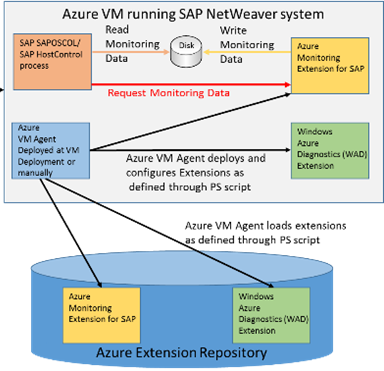 Azure VM running SAP NetWeaver system
SAP SAPOSCOL/
SAP HostControl
process
Read
Monitoring
Data
Disk
Write
Monitoring
Data
Azure
Monitoring
Extension for SAP
Request Monitoring Data
Azure
VM Agent
Deployed at VM
Deployment or
manually
Windows
Azure
Diagnostics (WAD)
Extension
Azure VM Agent deploys and
configures Extensions as
defined through PS script
Azure VM Agent loads extensions
as defined through PS script
Azure
Monitoring
Extension for SAP
Windows
Azure
Diagnostics (WAD)
Extension
Azure Extension Repository